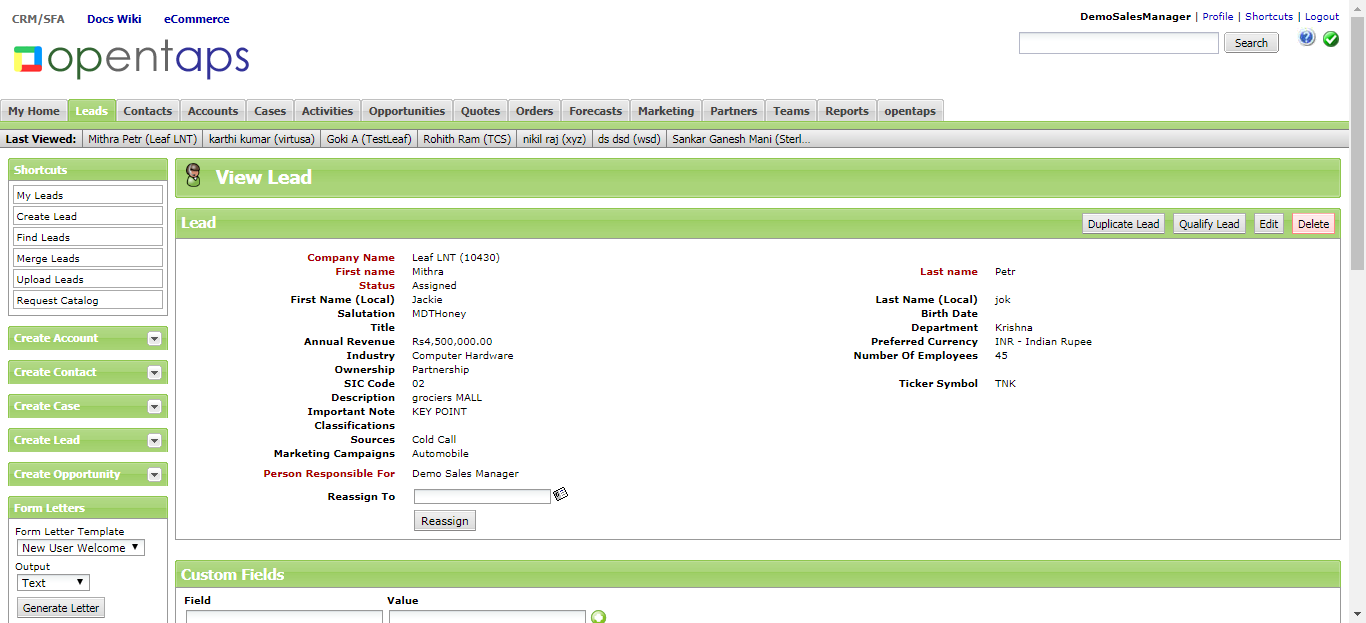 CRM/SFA Docs Wiki eCommerce
DemoSalesManager | Profile | Shortcuts | Logout
opentaps
Search
My Home Leads Contacts Accounts Cases Activities Opportunities Quotes Orders Forecasts Marketing Partners Teams Reports opentaps
Last Viewed: Mithra Petr (Leaf LNT) karthi kumar (virtusa) Goki A (TestLeaf) Rohith Ram (TCS) nikil raj (xyz) ds dsd (wsd) Sankar Ganesh Mani (Sterl...
Shortcuts
My Leads
Create Lead
Find Leads
Merge Leads
Upload Leads
Request Catalog
Create Account
Create Contact
Create Case
Create Lead
Create Opportunity
Form Letters
Form Letter Template
New User Welcome
Output
Text
Generate Letter
View Lead
Lead
Duplicate Lead Qualify Lead Edit Delete
Company Name Leaf LNT (10430)
First name Mithra Last name Petr
Status Assigned
First Name (Local) Jackie Last Name (Local) jok
Salutation MDTHoney Birth Date
Title Department Krishna
Annual Revenue Rs4,500,000.00 Preferred Currency INR - Indian Rupee
Industry Computer Hardware Number Of Employees 45
Ownership Partnership
SIC Code 02 Ticker Symbol TNK
Description grociers MALL
Important Note KEY POINT
Classifications
Sources Cold Call
Marketing Campaigns Automobile
Person Responsible For Demo Sales Manager
Reassign To
Reassign
Custom Fields
Field Value